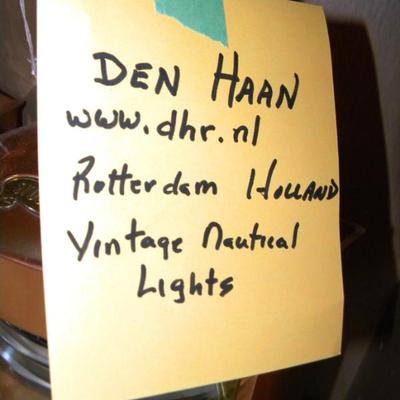 DEN HAAN
www.dhr.nl
Rotterdam HOLLAND
Vintage Nautical
Lights